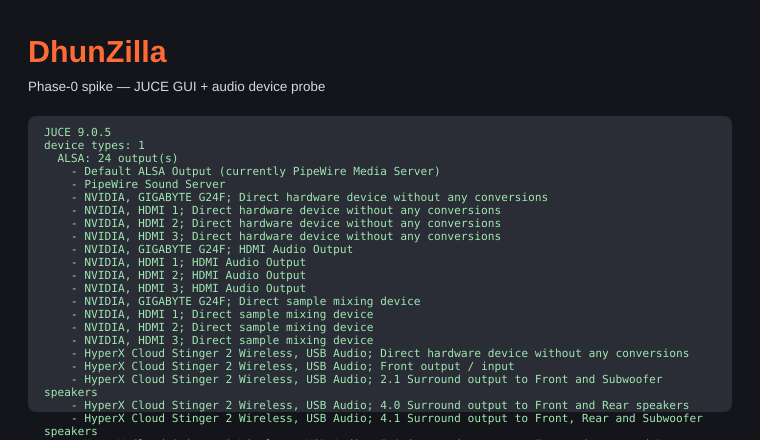 DhunZilla
Phase-0 spike — JUCE GUI + audio device probe
JUCE 9.0.5
device types: 1
ALSA: 24 output(s)
- Default ALSA Output (currently PipeWire Media Server)
- PipeWire Sound Server
- NVIDIA, GIGABYTE G24F; Direct hardware device without any conversions
- NVIDIA, HDMI 1; Direct hardware device without any conversions
- NVIDIA, HDMI 2; Direct hardware device without any conversions
- NVIDIA, HDMI 3; Direct hardware device without any conversions
- NVIDIA, GIGABYTE G24F; HDMI Audio Output
- NVIDIA, HDMI 1; HDMI Audio Output
- NVIDIA, HDMI 2; HDMI Audio Output
- NVIDIA, HDMI 3; HDMI Audio Output
- NVIDIA, GIGABYTE G24F; Direct sample mixing device
- NVIDIA, HDMI 1; Direct sample mixing device
- NVIDIA, HDMI 2; Direct sample mixing device
- NVIDIA, HDMI 3; Direct sample mixing device
- HyperX Cloud Stinger 2 Wireless, USB Audio; Direct hardware device without any conversions
- HyperX Cloud Stinger 2 Wireless, USB Audio; Front output / input
- HyperX Cloud Stinger 2 Wireless, USB Audio; 2.1 Surround output to Front and Subwoofer
speakers
- HyperX Cloud Stinger 2 Wireless, USB Audio; 4.0 Surround output to Front and Rear speakers
- HyperX Cloud Stinger 2 Wireless, USB Audio; 4.1 Surround output to Front, Rear and Subwoofer
speakers